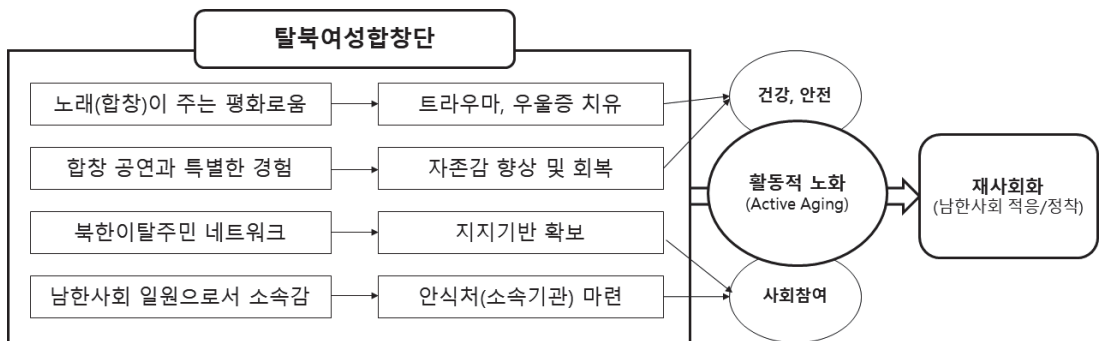 탈북여성합창단
노래(합창)이 주는 평화로움
트라우마, 우울증 치유
건강, 안전
합창 공연과 특별한 경험
자존감 향상 및 회복
활동적 노화
(Active Aging)
재사회화
(남한사회 적응/정착)
북한이탈주민 네트워크
지지기반 확보
남한사회 일원으로서 소속감
안식처(소속기관) 마련
사회참여